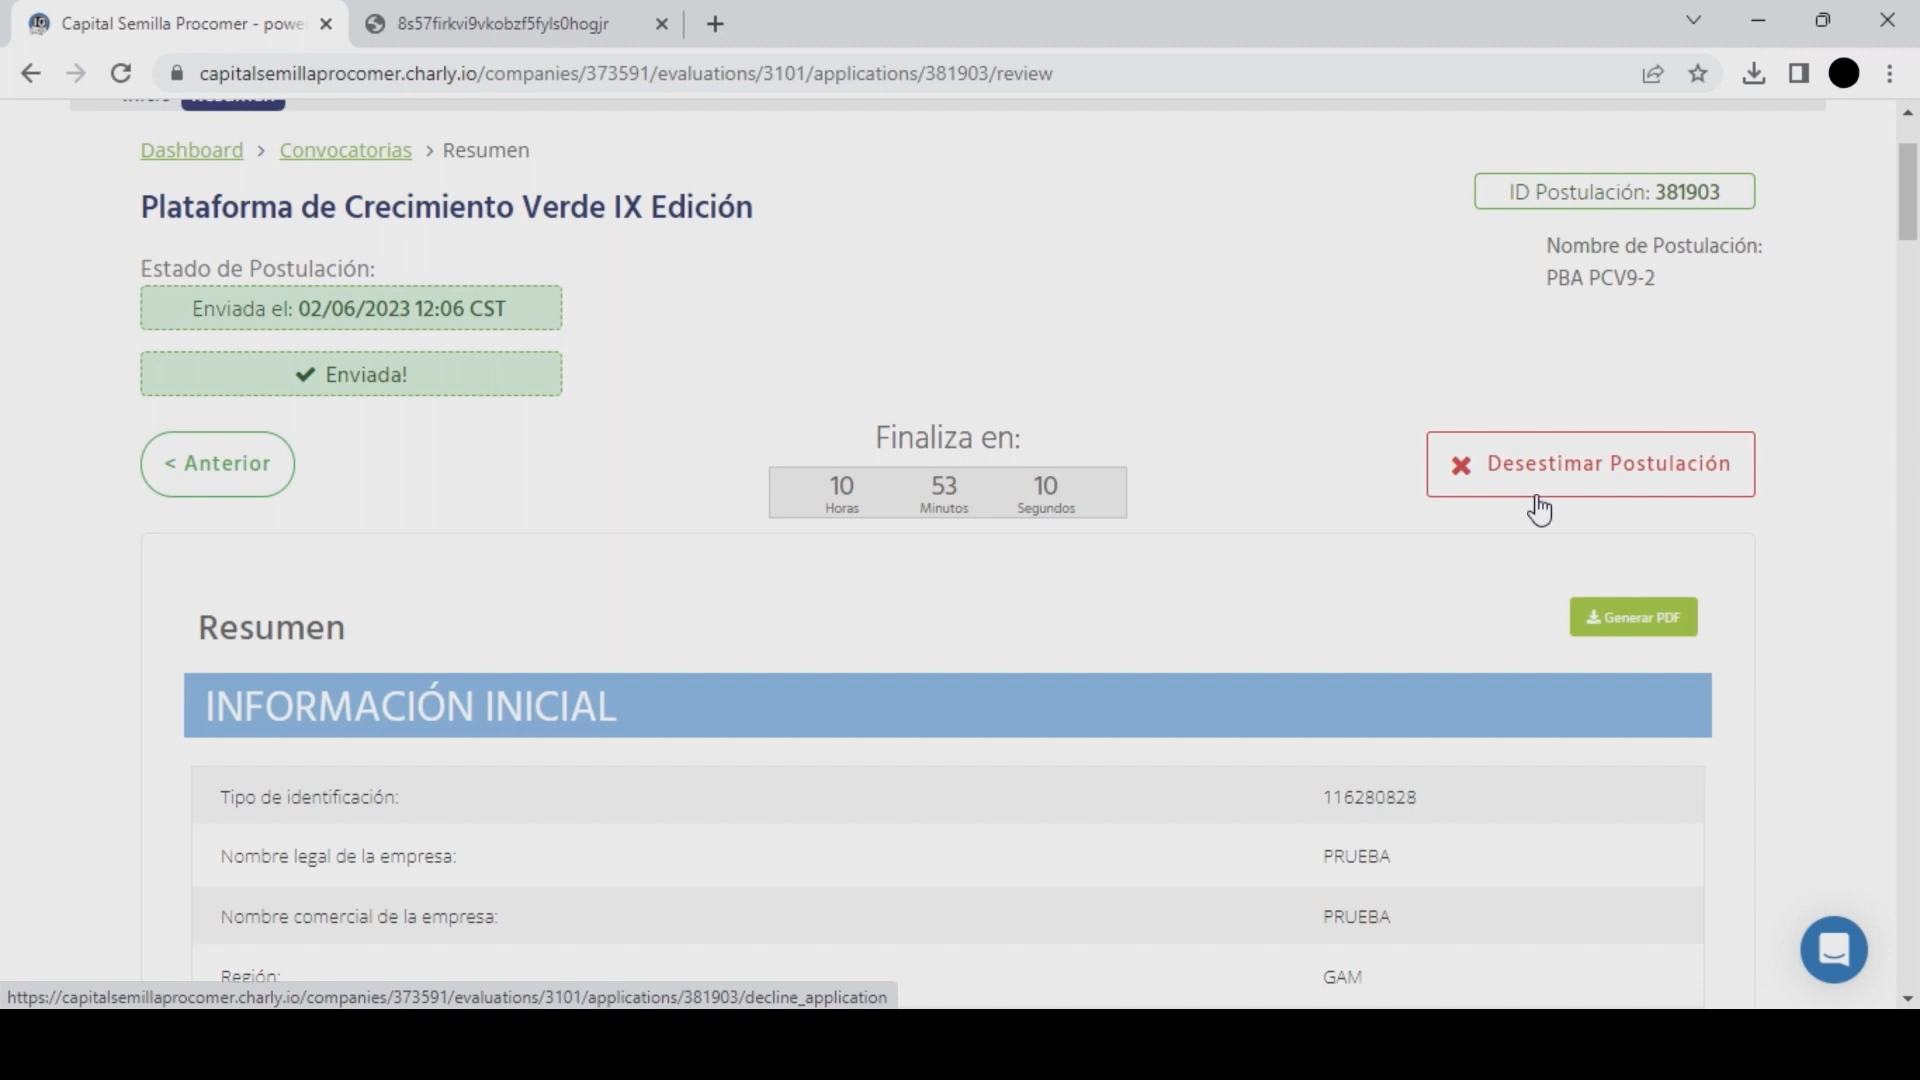 Capital Semilla Procomer - powe
8s57firkvi9vkobzf5fyls0hogjr
capitalsemillaprocomer.charly.io/companies/373591/evaluations/3101/applications/381903/review
Dashboard > Convocatorias > Resumen
Plataforma de Crecimiento Verde IX Edición
ID Postulación: 381903
Nombre de Postulación:
PBA PCV9-2
Estado de Postulación:
Enviada el: 02/06/2023 12:06 CST
Enviada!
< Anterior
Finaliza en:
10 53 10
Horas Minutos Segundos
Desestimar Postulación
Resumen
Generar PDF
INFORMACIÓN INICIAL
Tipo de identificación: 116280828
Nombre legal de la empresa: PRUEBA
Nombre comercial de la empresa: PRUEBA
Región: GAM
https://capitalsemillaprocomer.charly.io/companies/373591/evaluations/3101/applications/381903/decline_application